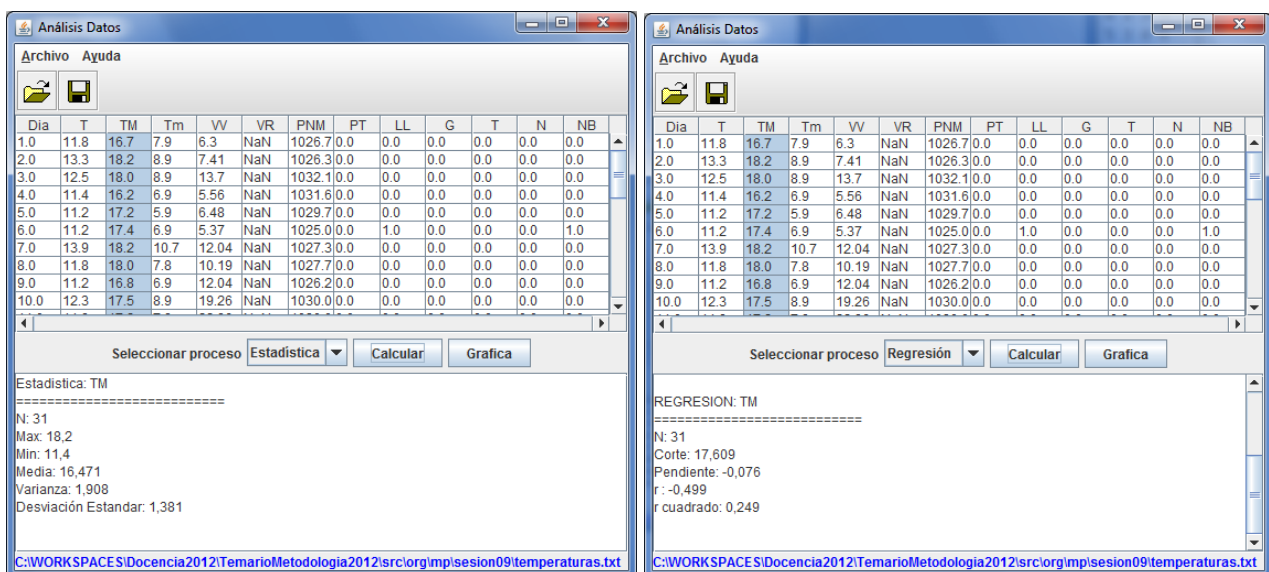 Análisis Datos
Archivo Ayuda
Dia T TM Tm VV VR PNM PT LL G T N NB
1.0 11.8 16.7 7.9 6.3 NaN 1026.7 0.0 0.0 0.0 0.0 0.0 0.0
2.0 13.3 18.2 8.9 7.41 NaN 1026.3 0.0 0.0 0.0 0.0 0.0 0.0
3.0 12.5 18.0 8.9 13.7 NaN 1032.1 0.0 0.0 0.0 0.0 0.0 0.0
4.0 11.4 16.2 6.9 5.56 NaN 1031.6 0.0 0.0 0.0 0.0 0.0 0.0
5.0 11.2 17.2 5.9 6.48 NaN 1029.7 0.0 0.0 0.0 0.0 0.0 0.0
6.0 11.2 17.4 6.9 5.37 NaN 1025.0 0.0 1.0 0.0 0.0 0.0 1.0
7.0 13.9 18.2 10.7 12.04 NaN 1027.3 0.0 0.0 0.0 0.0 0.0 0.0
8.0 11.8 18.0 7.8 10.19 NaN 1027.7 0.0 0.0 0.0 0.0 0.0 0.0
9.0 11.2 16.8 6.9 12.04 NaN 1026.2 0.0 0.0 0.0 0.0 0.0 0.0
10.0 12.3 17.5 8.9 19.26 NaN 1030.0 0.0 0.0 0.0 0.0 0.0 0.0
Seleccionar proceso Estadística Calcular Grafica
Estadistica: TM
===========================
N: 31
Max: 18,2
Min: 11,4
Media: 16,471
Varianza: 1,908
Desviación Estandar: 1,381
C:\WORKSPACES\Docencia2012\TemarioMetodologia2012\src\org\mp\sesion09\temperaturas.txt
Análisis Datos
Archivo Ayuda
Dia T TM Tm VV VR PNM PT LL G T N NB
1.0 11.8 16.7 7.9 6.3 NaN 1026.7 0.0 0.0 0.0 0.0 0.0 0.0
2.0 13.3 18.2 8.9 7.41 NaN 1026.3 0.0 0.0 0.0 0.0 0.0 0.0
3.0 12.5 18.0 8.9 13.7 NaN 1032.1 0.0 0.0 0.0 0.0 0.0 0.0
4.0 11.4 16.2 6.9 5.56 NaN 1031.6 0.0 0.0 0.0 0.0 0.0 0.0
5.0 11.2 17.2 5.9 6.48 NaN 1029.7 0.0 0.0 0.0 0.0 0.0 0.0
6.0 11.2 17.4 6.9 5.37 NaN 1025.0 0.0 1.0 0.0 0.0 0.0 1.0
7.0 13.9 18.2 10.7 12.04 NaN 1027.3 0.0 0.0 0.0 0.0 0.0 0.0
8.0 11.8 18.0 7.8 10.19 NaN 1027.7 0.0 0.0 0.0 0.0 0.0 0.0
9.0 11.2 16.8 6.9 12.04 NaN 1026.2 0.0 0.0 0.0 0.0 0.0 0.0
10.0 12.3 17.5 8.9 19.26 NaN 1030.0 0.0 0.0 0.0 0.0 0.0 0.0
Seleccionar proceso Regresión Calcular Grafica
REGRESION: TM
===========================
N: 31
Corte: 17,609
Pendiente: -0,076
r : -0,499
r cuadrado: 0,249
C:\WORKSPACES\Docencia2012\TemarioMetodologia2012\src\org\mp\sesion09\temperaturas.txt